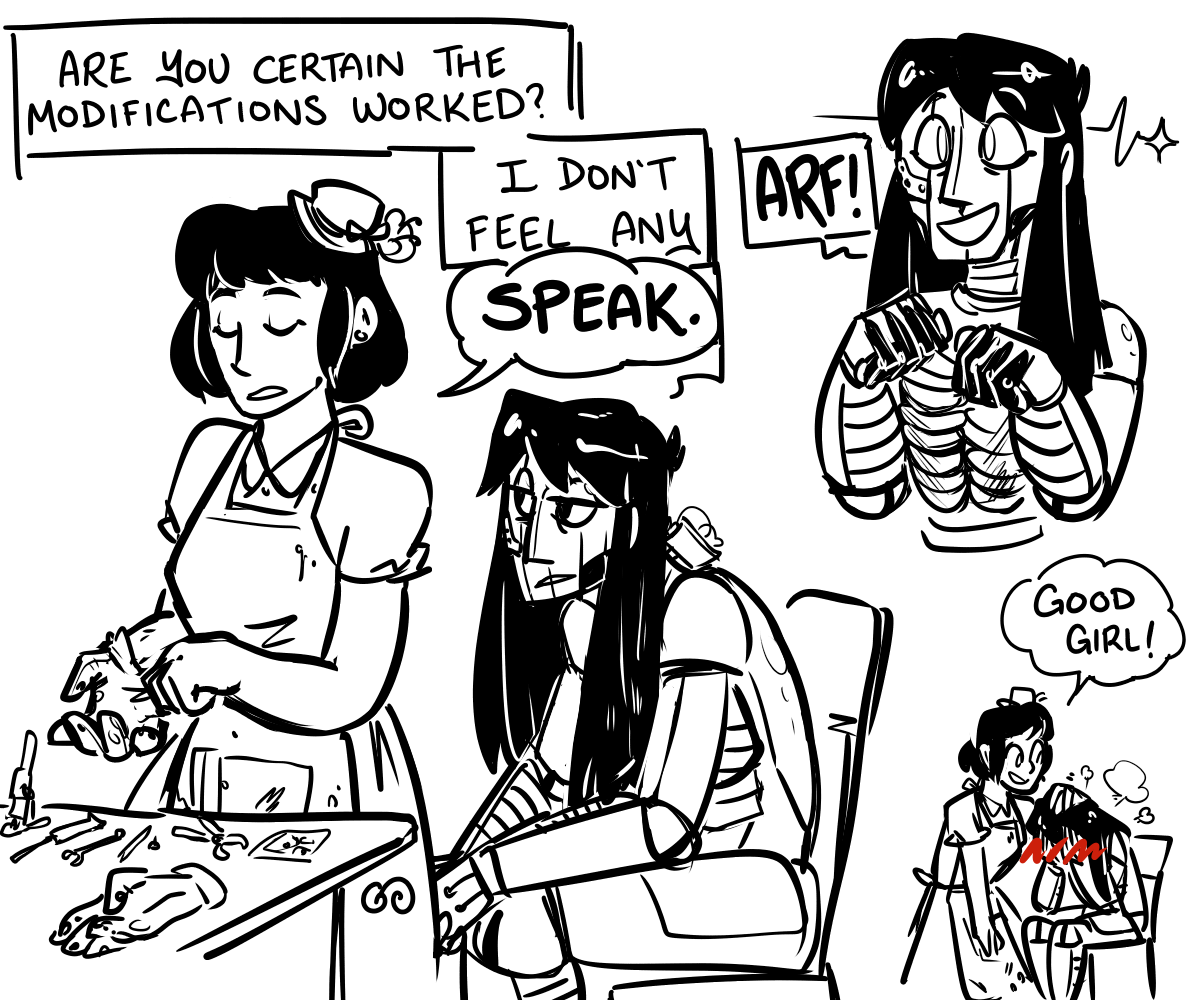 ARE YOU CERTAIN THE
MODIFICATIONS WORKED?
I DON'T
FEEL ANY
SPEAK.
ARF!
GOOD
GIRL!